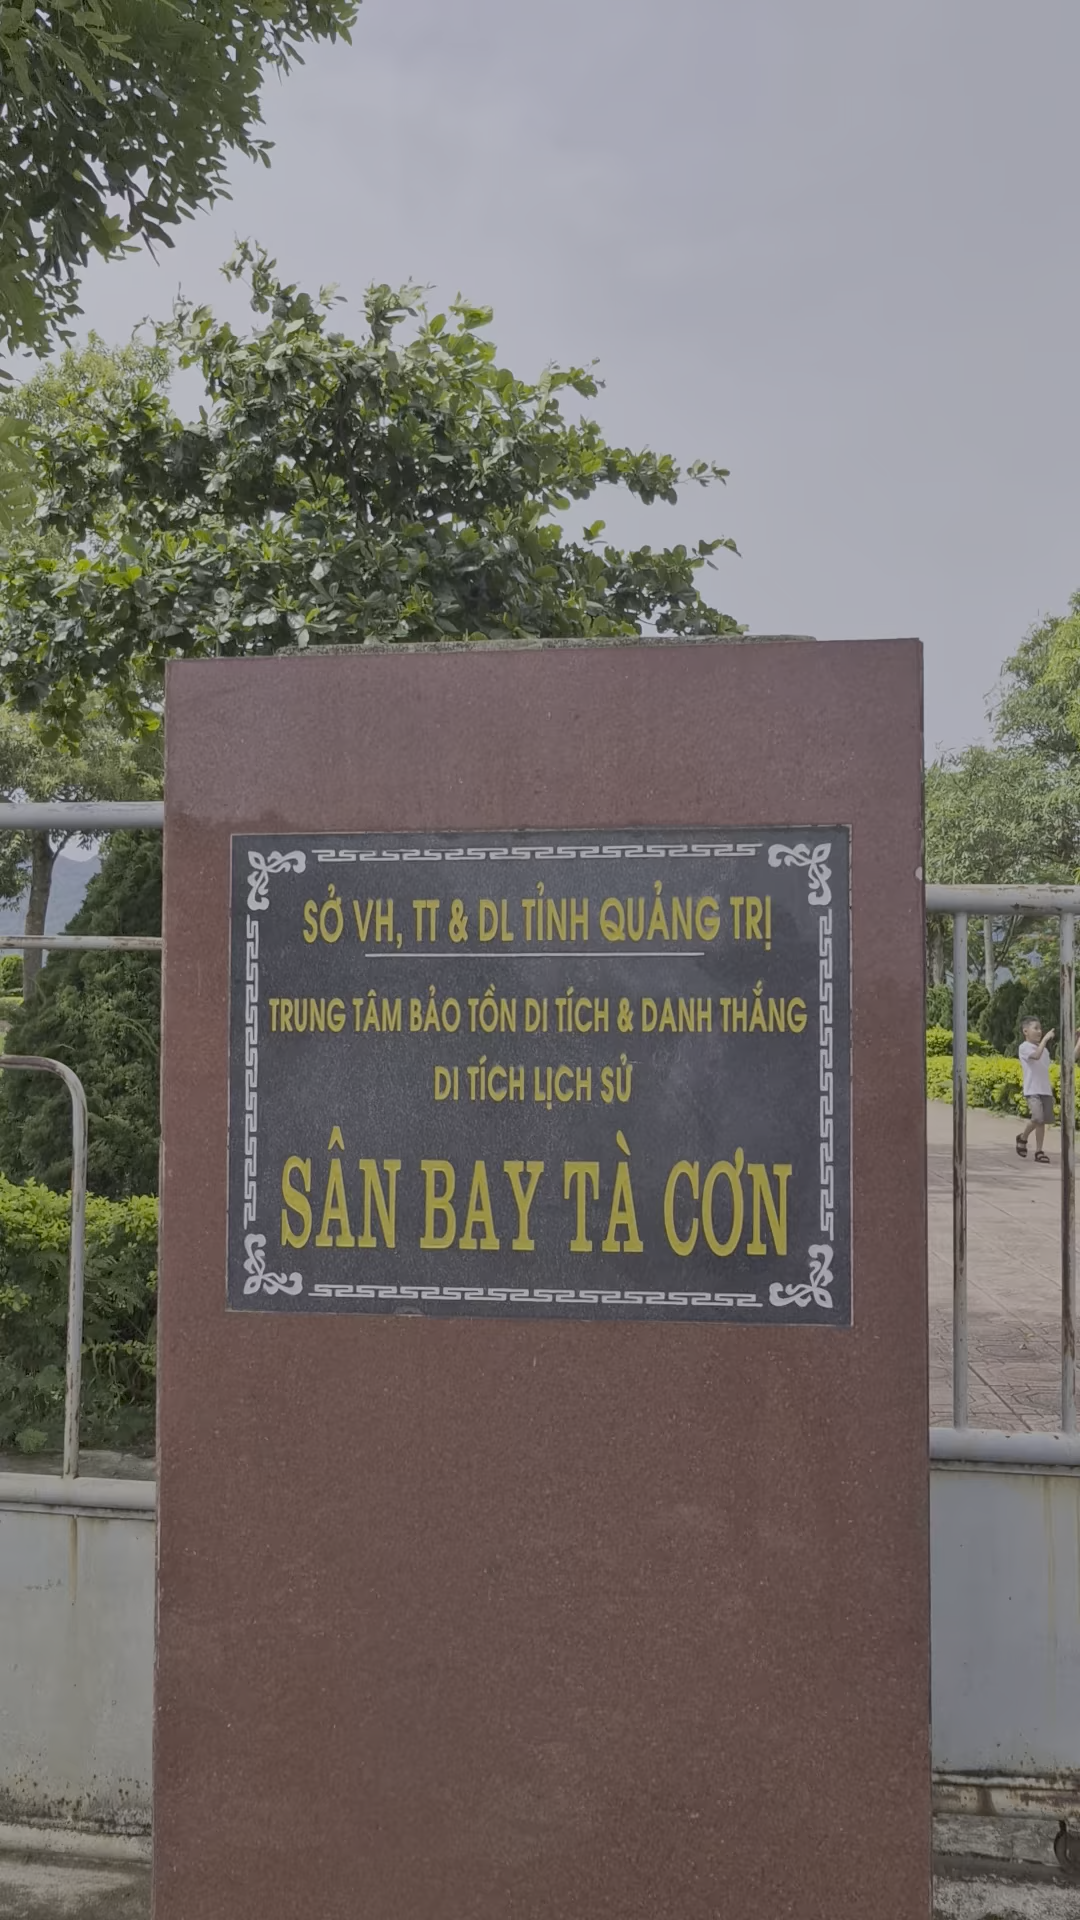 SỞ VH, TT & DL TỈNH QUẢNG TRỊ
TRUNG TÂM BẢO TỒN DI TÍCH & DANH THẮNG
DI TÍCH LỊCH SỬ
SÂN BAY TÀ CƠN